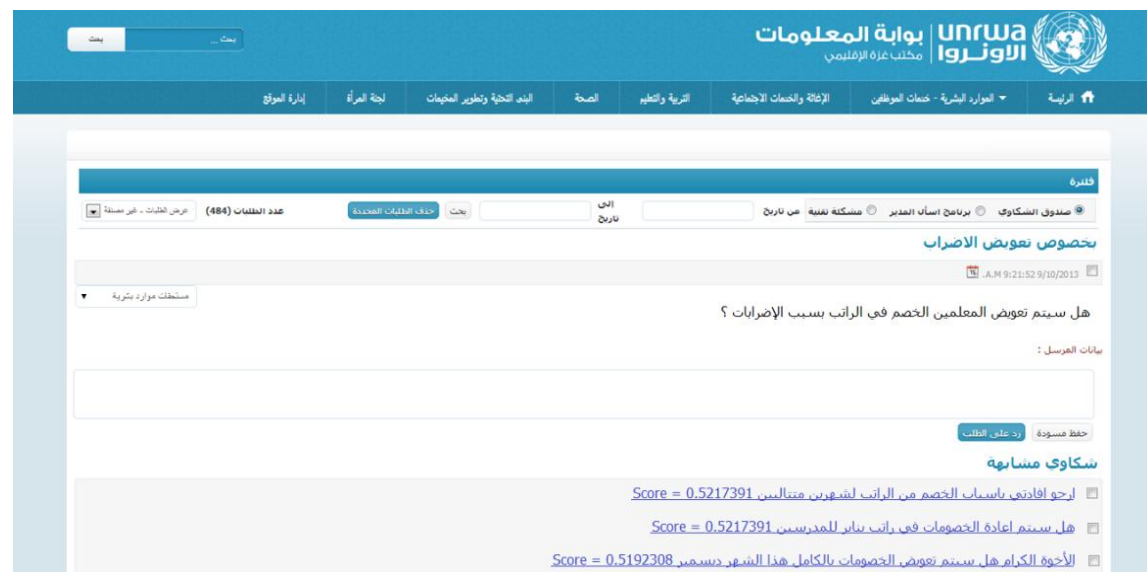 unrwa | بوابة المعلومات
الاونروا | مكتب غزة الإقليمي
بحث ...
بحث
الرئيسة
الموارد البشرية - خدمات الموظفين
الإغاثة والخدمات الاجتماعية
التربية والتعليم
الصحة
البنى التحتية وتطوير المخيمات
لجنة المرأة
إدارة الموقع
فلترة
صندوق الشكاوي برنامج اسأل المدير مشكلة تقنية من تاريخ الى تاريخ بحث حذف الطلبات المحددة عدد الطلبات (484) عرض الطلبات - غير مصنفة
بخصوص تعويض الاضراب
9/10/2013 9:21:52 A.M.
مستحقات موارد بشرية
هل سيتم تعويض المعلمين الخصم في الراتب بسبب الإضرابات ؟
بيانات المرسل :
حفظ مسودة رد على الطلب
شكاوي مشابهة
ارجو افادتي باسباب الخصم من الراتب لشهرين متتاليين Score = 0.5217391
هل سيتم اعادة الخصومات في راتب يناير للمدرسين Score = 0.5217391
الأخوة الكرام هل سيتم تعويض الخصومات بالكامل هذا الشهر ديسمبر Score = 0.5192308